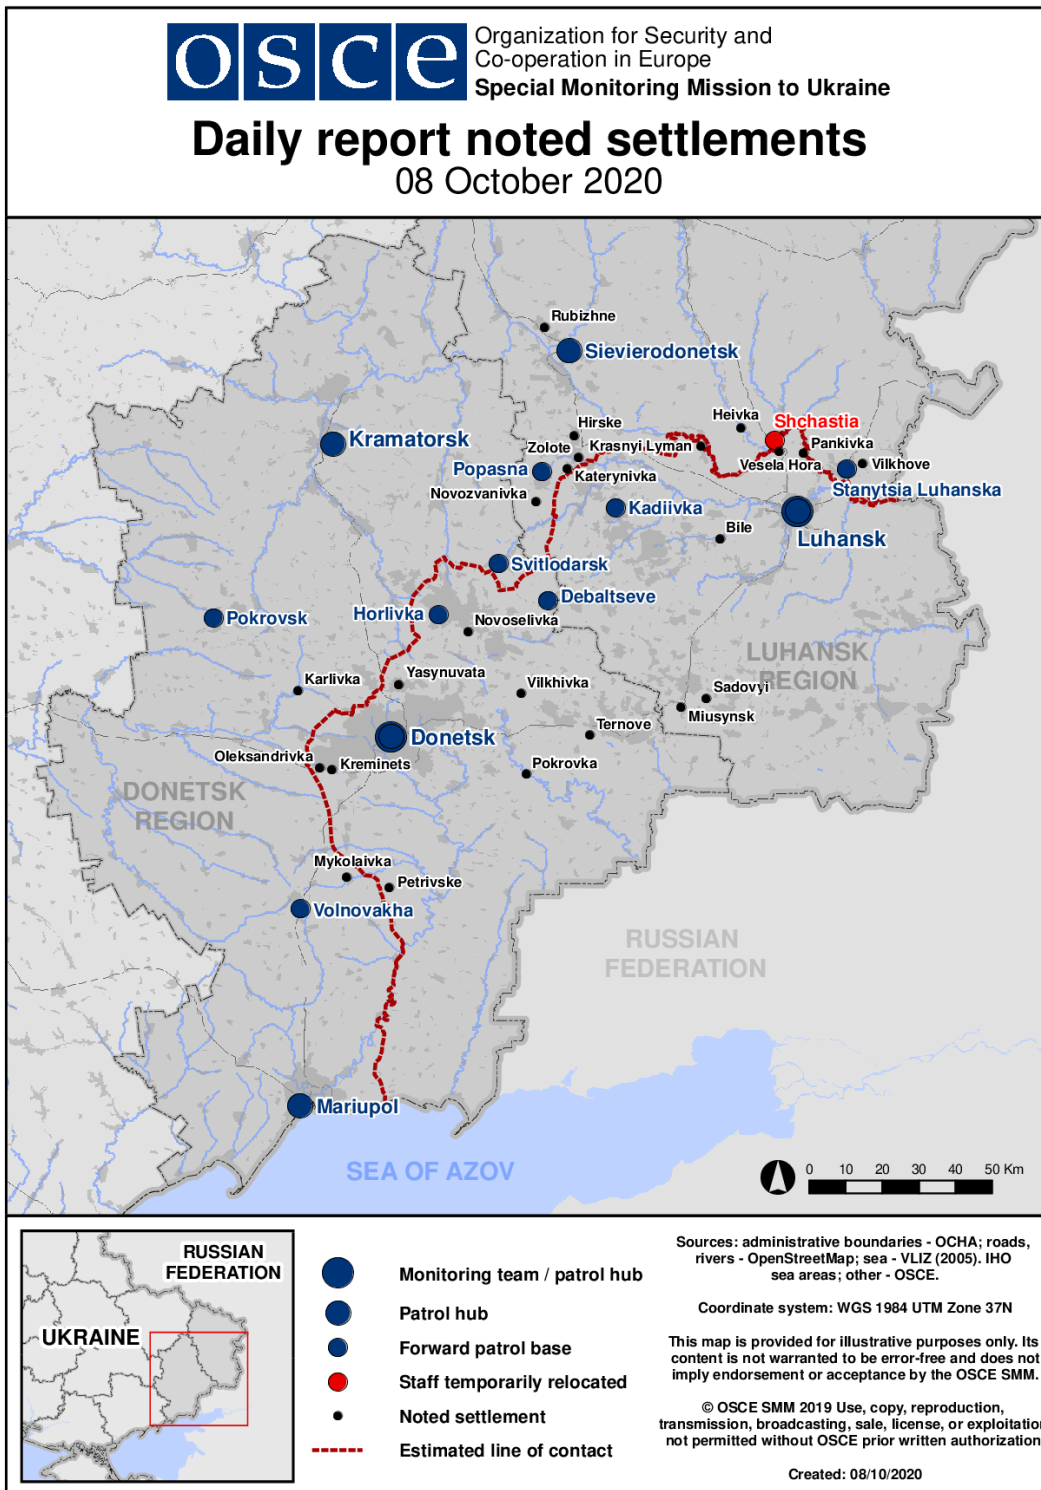 osce
Organization for Security and
Co-operation in Europe
Special Monitoring Mission to Ukraine
Daily report noted settlements
08 October 2020
Rubizhne
Sievierodonetsk
Heivka
Shchastia
Hirske
Kramatorsk
Zolote
Krasnyi Lyman
Pankivka
Popasna
Vesela Hora
Vilkhove
Katerynivka
Novozvanivka
Stanytsia Luhanska
Kadiivka
Bile
Luhansk
Svitlodarsk
Debaltseve
Horlivka
Pokrovsk
Novoselivka
LUHANSK
REGION
Karlivka
Yasynuvata
Vilkhivka
Sadovyi
Miusynsk
Ternove
Donetsk
Oleksandrivka
Kreminets
Pokrovka
DONETSK
REGION
Mykolaivka
Petrivske
Volnovakha
RUSSIAN
FEDERATION
Mariupol
SEA OF AZOV
0 10 20 30 40 50 Km
RUSSIAN
FEDERATION
UKRAINE
Monitoring team / patrol hub
Patrol hub
Forward patrol base
Staff temporarily relocated
Noted settlement
Estimated line of contact
Sources: administrative boundaries - OCHA; roads,
rivers - OpenStreetMap; sea - VLIZ (2005). IHO
sea areas; other - OSCE.
Coordinate system: WGS 1984 UTM Zone 37N
This map is provided for illustrative purposes only. Its
content is not warranted to be error-free and does not
imply endorsement or acceptance by the OSCE SMM.
© OSCE SMM 2019 Use, copy, reproduction,
transmission, broadcasting, sale, license, or exploitation
not permitted without OSCE prior written authorization
Created: 08/10/2020